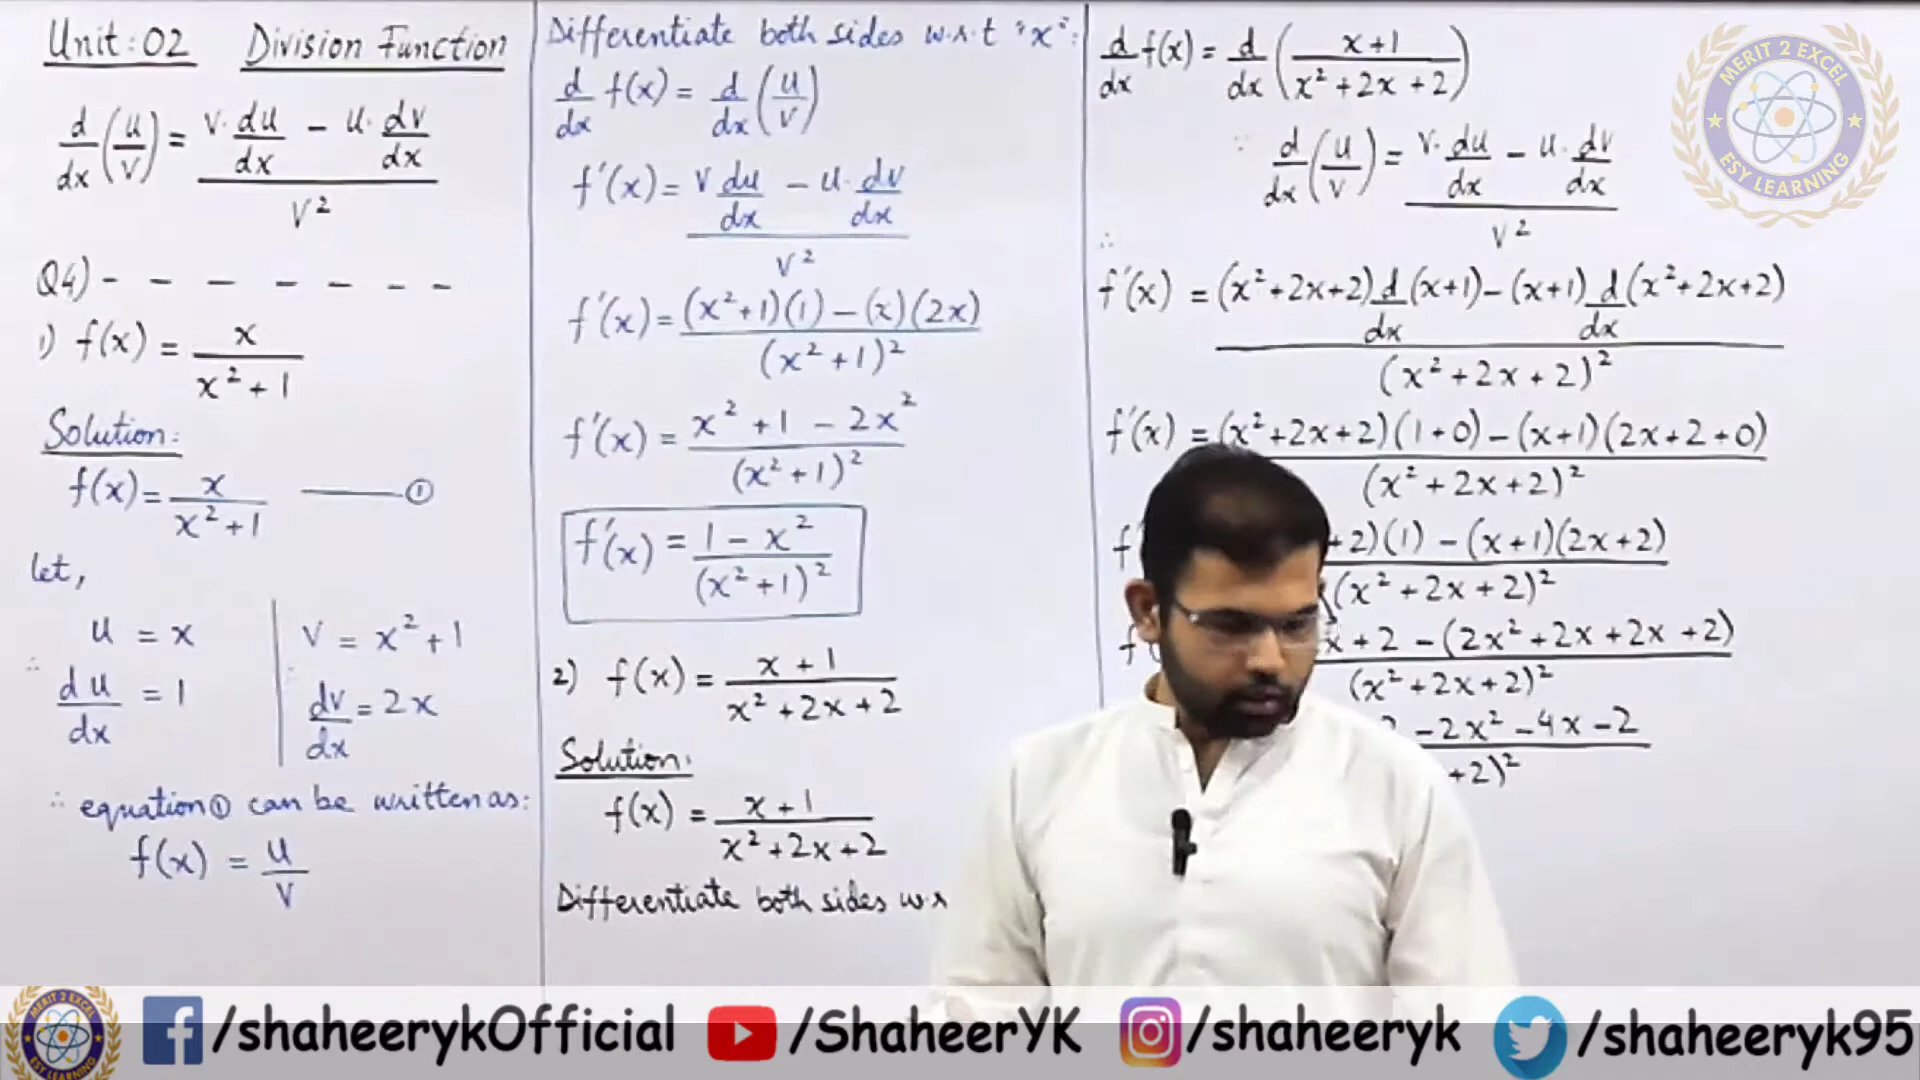 Unit: 02 Division Function
d/dx (u/v) = (v. du/dx - u. dv/dx) / v²
Q4) - - - - - - -
1) f(x) = x / (x² + 1)
Solution:
f(x) = x / (x² + 1) —— ①
let,
u = x | v = x² + 1
∴ du/dx = 1 | dv/dx = 2x
∴ equation ① can be written as:
f(x) = u/v
Differentiate both sides w.r.t "x":
d/dx f(x) = d/dx (u/v)
f'(x) = (v du/dx - u. dv/dx) / v²
f'(x) = ((x² + 1)(1) - (x)(2x)) / (x² + 1)²
f'(x) = (x² + 1 - 2x²) / (x² + 1)²
f'(x) = (1 - x²) / (x² + 1)²
2) f(x) = (x + 1) / (x² + 2x + 2)
Solution:
f(x) = (x + 1) / (x² + 2x + 2)
Differentiate both sides w.r
d/dx f(x) = d/dx ((x + 1) / (x² + 2x + 2))
∵ d/dx (u/v) = (v. du/dx - u. dv/dx) / v²
∴
f'(x) = ((x² + 2x + 2) d/dx (x + 1) - (x + 1) d/dx (x² + 2x + 2)) / (x² + 2x + 2)²
f'(x) = ((x² + 2x + 2)(1 + 0) - (x + 1)(2x + 2 + 0)) / (x² + 2x + 2)²
f' + 2)(1) - (x + 1)(2x + 2) / (x² + 2x + 2)²
x + 2 - (2x² + 2x + 2x + 2) / (x² + 2x + 2)²
- 2x² - 4x - 2 / + 2)²
MERIT 2 EXCEL
ESY LEARNING
MERIT 2 EXCEL
ESY LEARNING
/shaheerykOfficial /ShaheerYK /shaheeryk /shaheeryk95